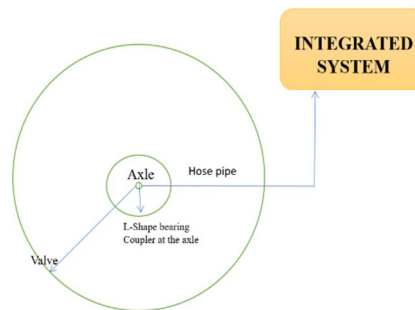 INTEGRATED
SYSTEM
Axle
Hose pipe
L-Shape bearing
Coupler at the axle
Valve